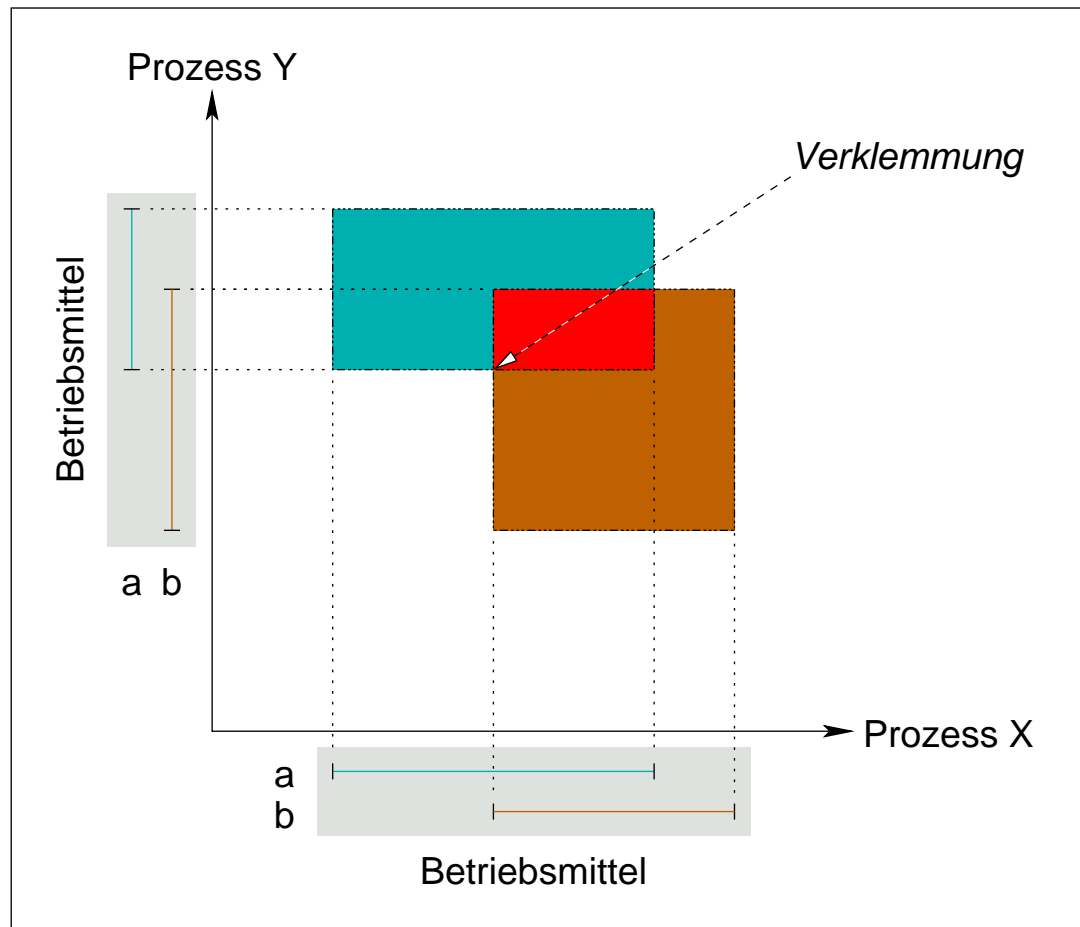 Prozess Y
Verklemmung
Betriebsmittel
a b
Prozess X
a
b
Betriebsmittel